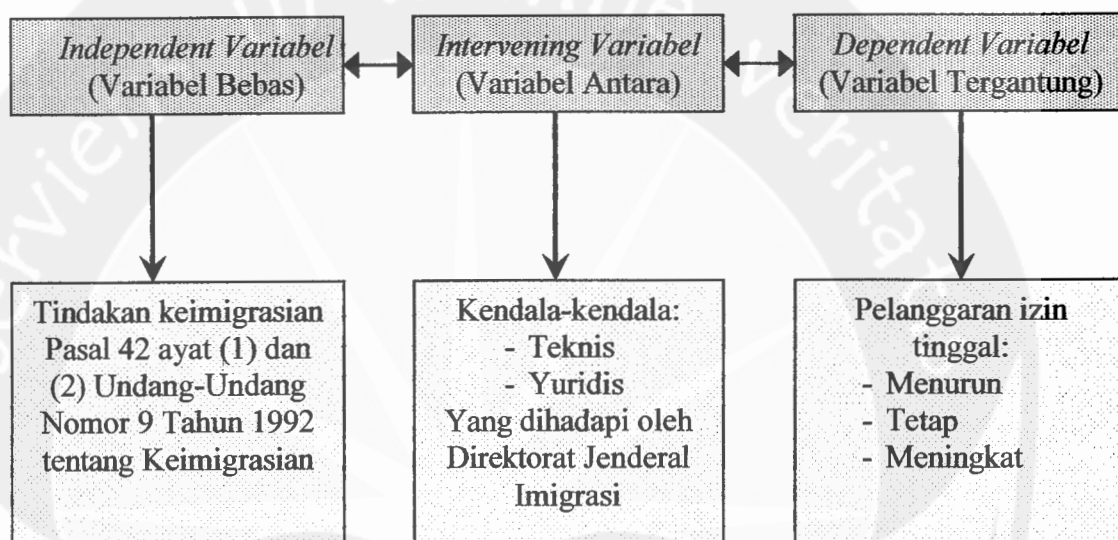 Independent Variabel
(Variabel Bebas)
Intervening Variabel
(Variabel Antara)
Dependent Variabel
(Variabel Tergantung)
Tindakan keimigrasian
Pasal 42 ayat (1) dan
(2) Undang-Undang
Nomor 9 Tahun 1992
tentang Keimigrasian
Kendala-kendala:
- Teknis
- Yuridis
Yang dihadapi oleh
Direktorat Jenderal
Imigrasi
Pelanggaran izin
tinggal:
- Menurun
- Tetap
- Meningkat